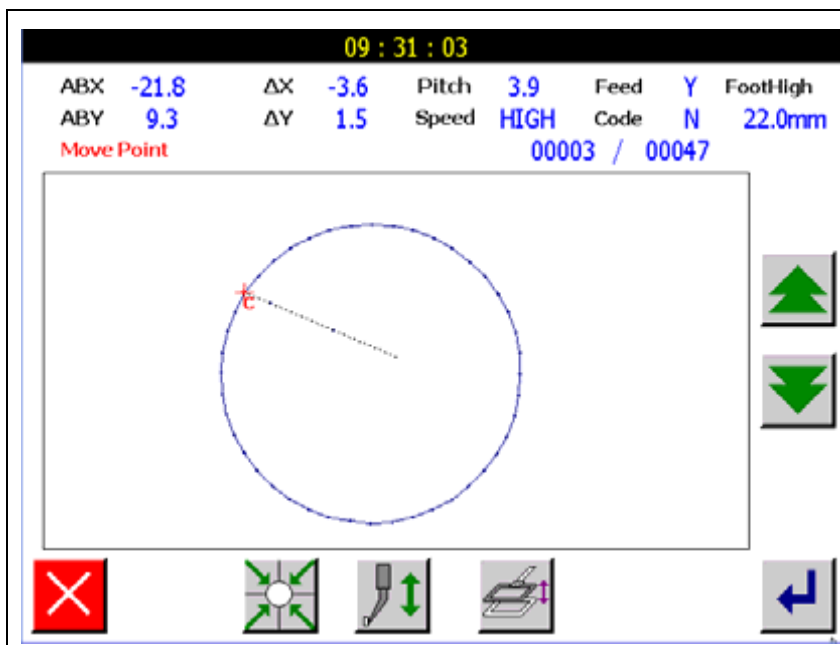 09 : 31 : 03
ABX -21.8 ΔX -3.6 Pitch 3.9 Feed Y FootHigh
ABY 9.3 ΔY 1.5 Speed HIGH Code N 22.0mm
Move Point 00003 / 00047
C